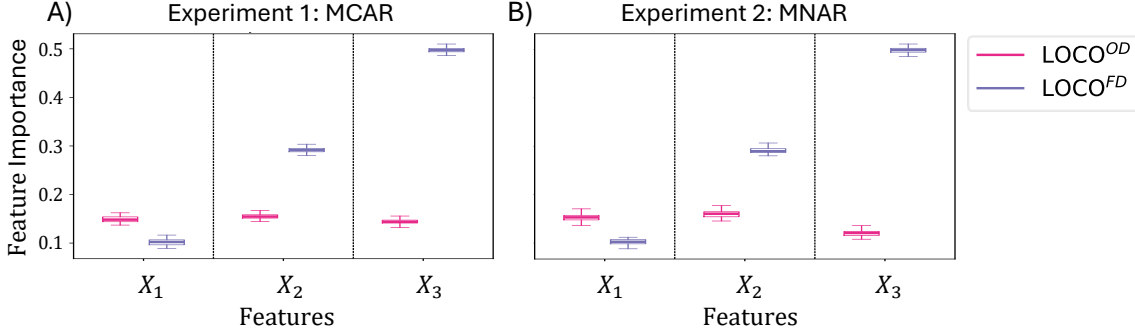 A) Experiment 1: MCAR
B) Experiment 2: MNAR
Feature Importance
0.5
0.4
0.3
0.2
0.1
X₁ X₂ X₃
Features
X₁ X₂ X₃
Features
LOCO^OD
LOCO^FD